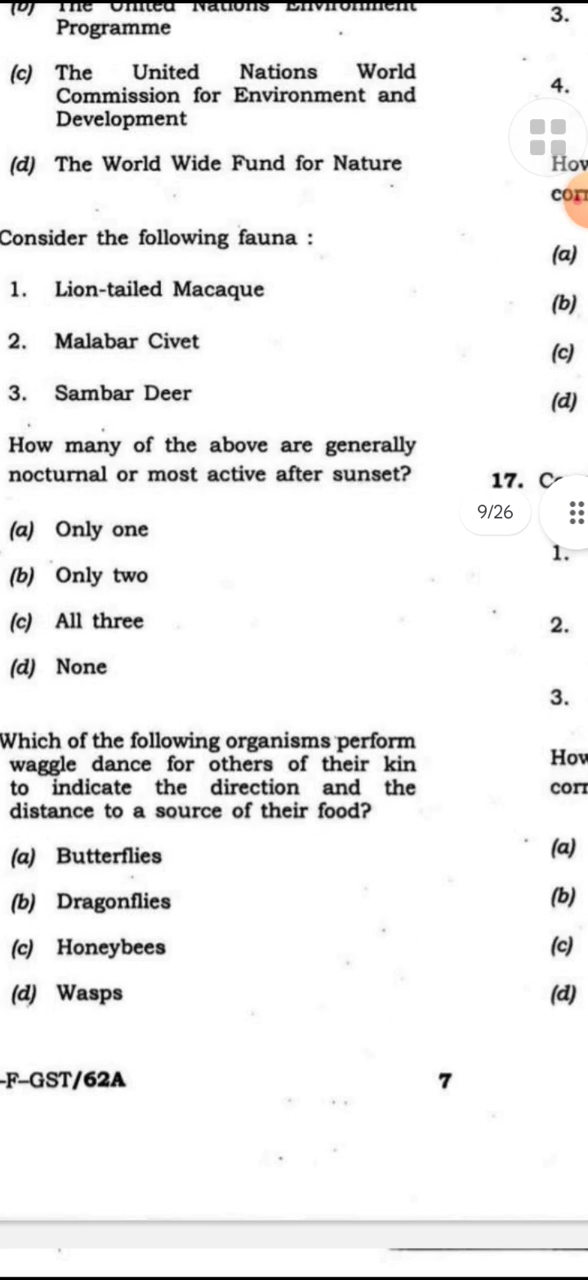 (b) The United Nations Environment
Programme
(c) The United Nations World
Commission for Environment and
Development
(d) The World Wide Fund for Nature
Consider the following fauna :
1. Lion-tailed Macaque
2. Malabar Civet
3. Sambar Deer
How many of the above are generally
nocturnal or most active after sunset?
(a) Only one
(b) Only two
(c) All three
(d) None
Which of the following organisms perform
waggle dance for others of their kin
to indicate the direction and the
distance to a source of their food?
(a) Butterflies
(b) Dragonflies
(c) Honeybees
(d) Wasps
-F-GST/62A
7
3.
4.
(a)
(b)
(c)
(d)
17.
9/26
1.
2.
3.
(a)
(b)
(c)
(d)